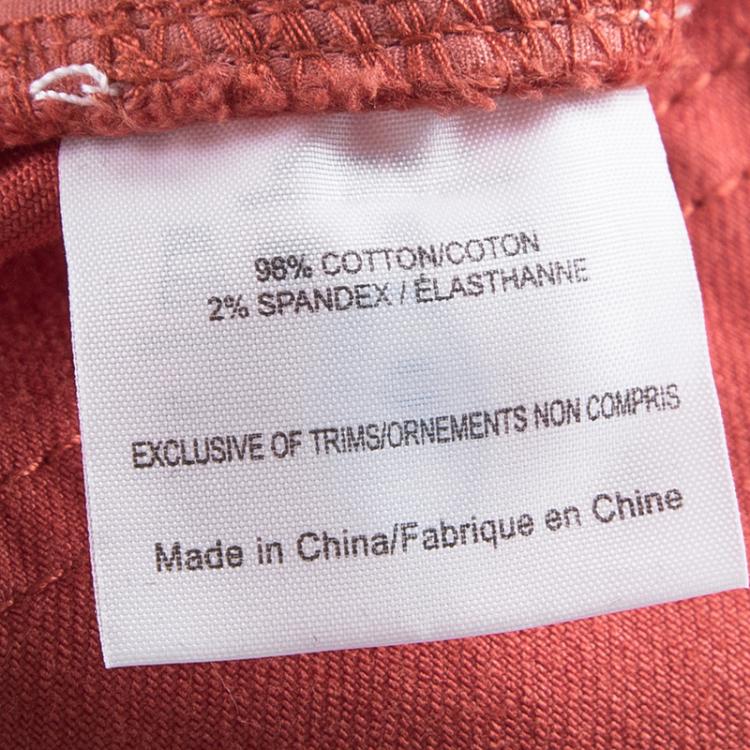 98% COTTON/COTON
2% SPANDEX / ÉLASTHANNE
EXCLUSIVE OF TRIMS/ORNEMENTS NON COMPRIS
Made in China/Fabrique en Chine